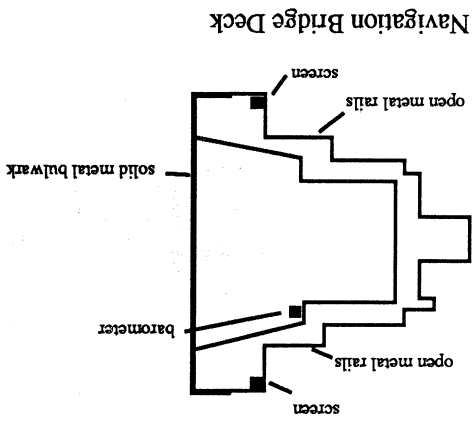 screen
open metal rails
barometer
solid metal bulwark
open metal rails
screen
Navigation Bridge Deck